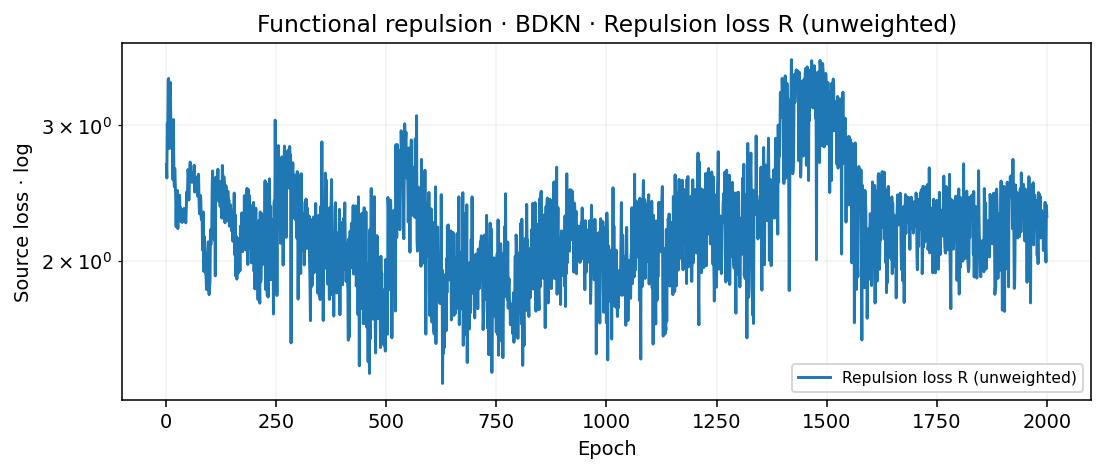 Functional repulsion · BDKN · Repulsion loss R (unweighted)
Source loss · log
3 × 10⁰
2 × 10⁰
Repulsion loss R (unweighted)
0 250 500 750 1000 1250 1500 1750 2000
Epoch